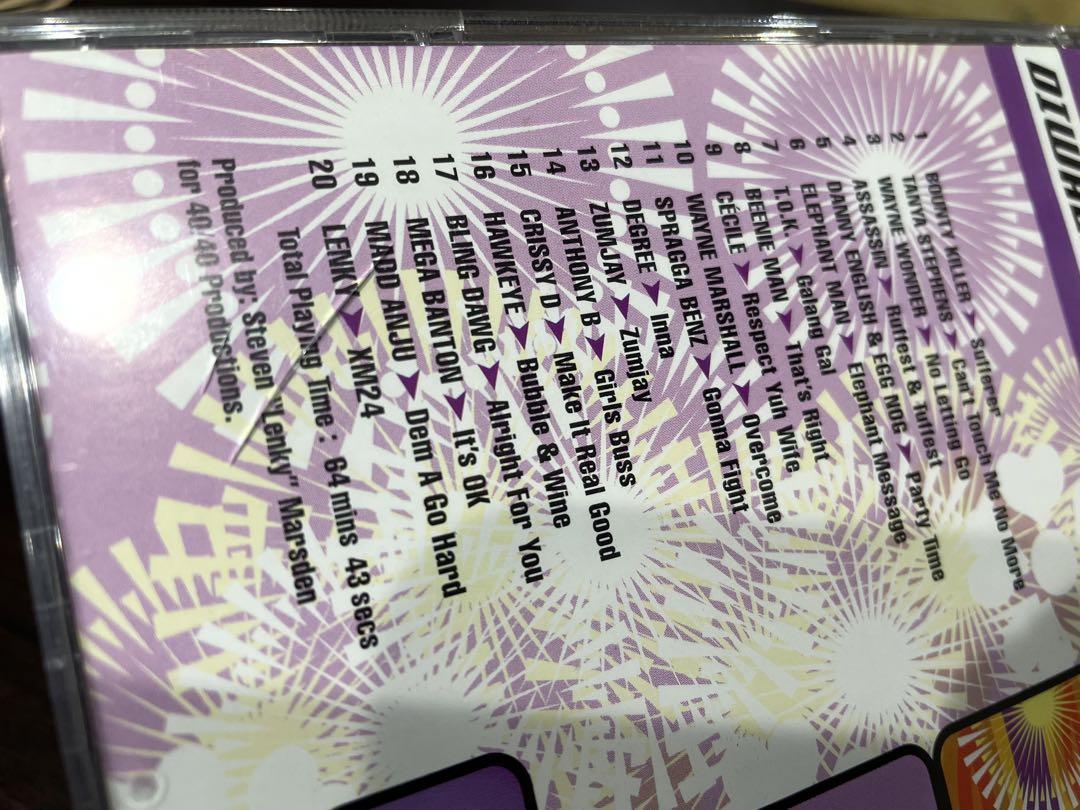 DIWAL
1 BOUNTY KILLER Sufferer
2 TANYA STEPHENS Can't Touch Me No More
3 WAYNE WONDER No Letting Go
4 ASSASSIN Ruffest & Tuffest
5 DANNY ENGLISH & EGG NOG Party Time
6 ELEPHANT MAN Elephant Message
7 T.O.K. Galang Gal
8 BEENIE MAN That's Right
9 CÉCILE Respect Yuh Wife
10 WAYNE MARSHALL Overcome
11 SPRAGGA BENZ Gonna Fight
12 DEGREE Inna
13 ZUMJAY Zumjay
14 ANTHONY B Girls Buss
15 CRISSY D Make It Real Good
16 HAWKEYE Bubble & Wine
17 BLING DAWG Alright For You
18 MEGA BANTON It's OK
19 MADD ANJU Dem A Go Hard
20 LENKY XM24
Total Playing Time : 64mins 43 secs
Produced by: Steven "Lenky" Marsden
for 40/40 Productions.